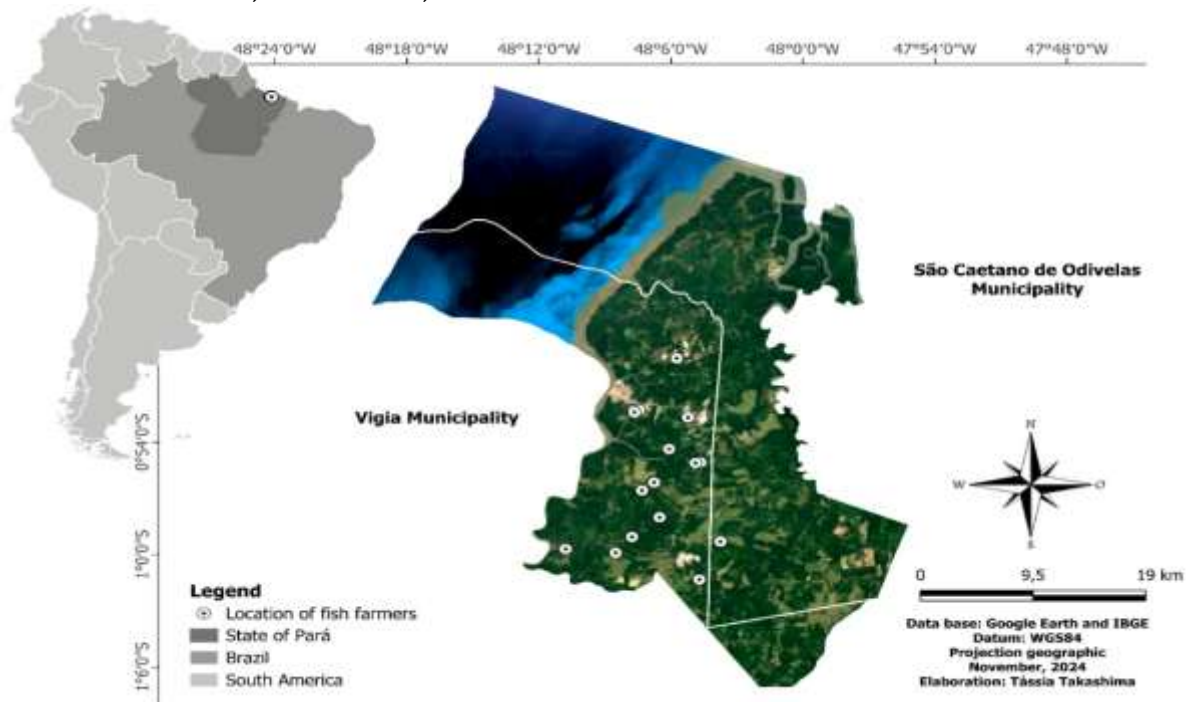 48°24'0"W 48°18'0"W 48°12'0"W 48°6'0"W 48°0'0"W 47°54'0"W 47°48'0"W
São Caetano de Odivelas
Municipality
Vigia Municipality
0°54'0"S
1°0'0"S
1°6'0"S
N
W
O
S
0 9,5 19 km
Legend
Location of fish farmers
State of Pará
Brazil
South America
Data base: Google Earth and IBGE
Datum: WGS84
Projection geographic
November, 2024
Elaboration: Tássia Takashima